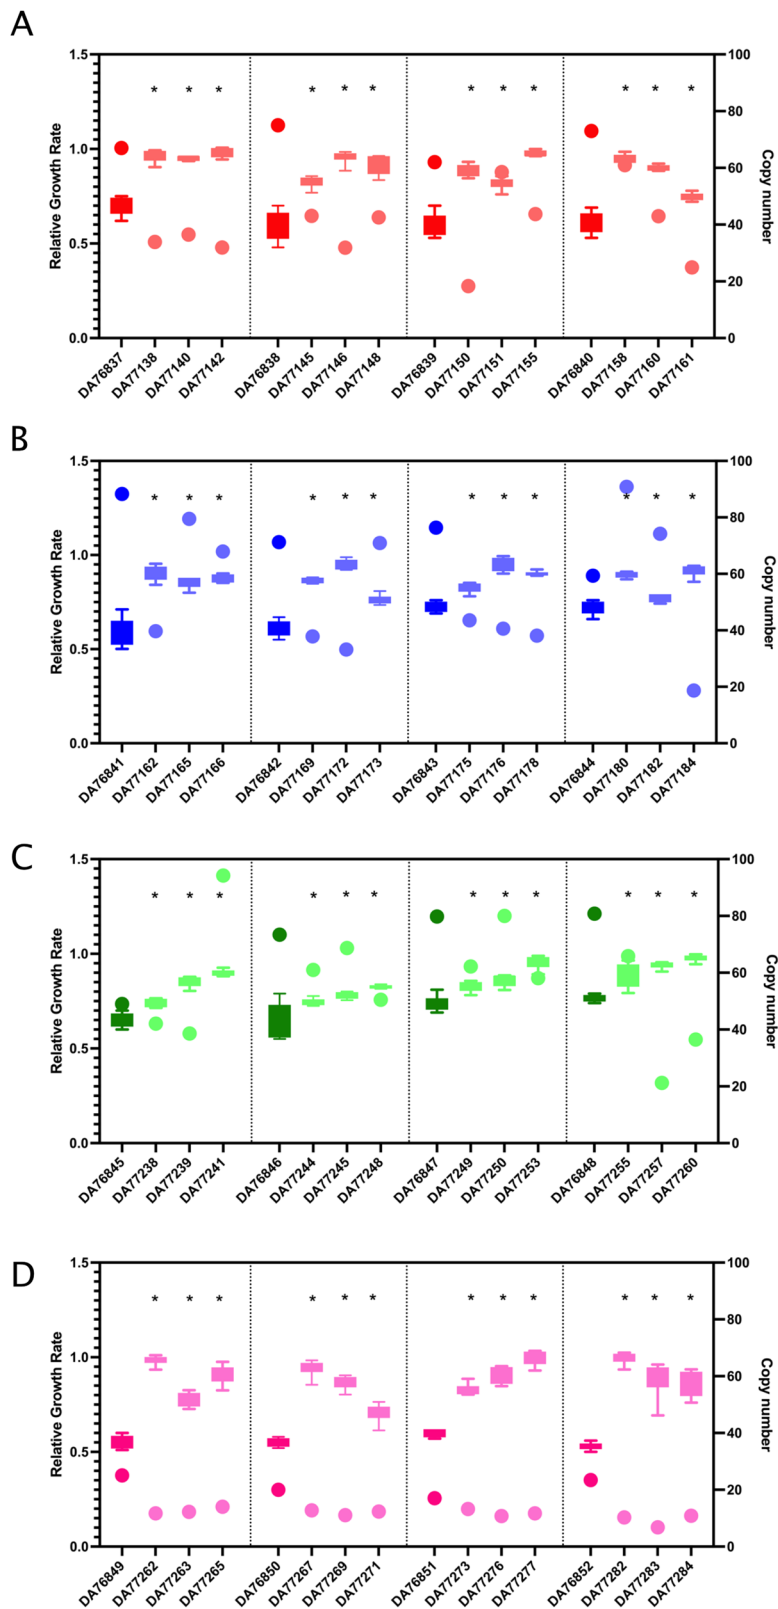 A
1.5
1.0
0.5
0.0
Relative Growth Rate
* * * * * * * * * * * *
100
80
60
40
20
0
Copy number
DA76837 DA77138 DA77140 DA77142 DA76838 DA77145 DA77146 DA77148 DA76839 DA77150 DA77151 DA77155 DA76840 DA77158 DA77160 DA77161
B
1.5
1.0
0.5
0.0
Relative Growth Rate
* * * * * * * * * * * *
100
80
60
40
20
0
Copy number
DA76841 DA77162 DA77165 DA77166 DA76842 DA77169 DA77172 DA77173 DA76843 DA77175 DA77176 DA77178 DA76844 DA77180 DA77182 DA77184
C
1.5
1.0
0.5
0.0
Relative Growth Rate
* * * * * * * * * * * *
100
80
60
40
20
0
Copy number
DA76845 DA77238 DA77239 DA77241 DA76846 DA77244 DA77245 DA77248 DA76847 DA77249 DA77250 DA77253 DA76848 DA77255 DA77257 DA77260
D
1.5
1.0
0.5
0.0
Relative Growth Rate
* * * * * * * * * * * *
100
80
60
40
20
0
Copy number
DA76849 DA77262 DA77263 DA77265 DA76850 DA77267 DA77269 DA77271 DA76851 DA77273 DA77276 DA77277 DA76852 DA77282 DA77283 DA77284